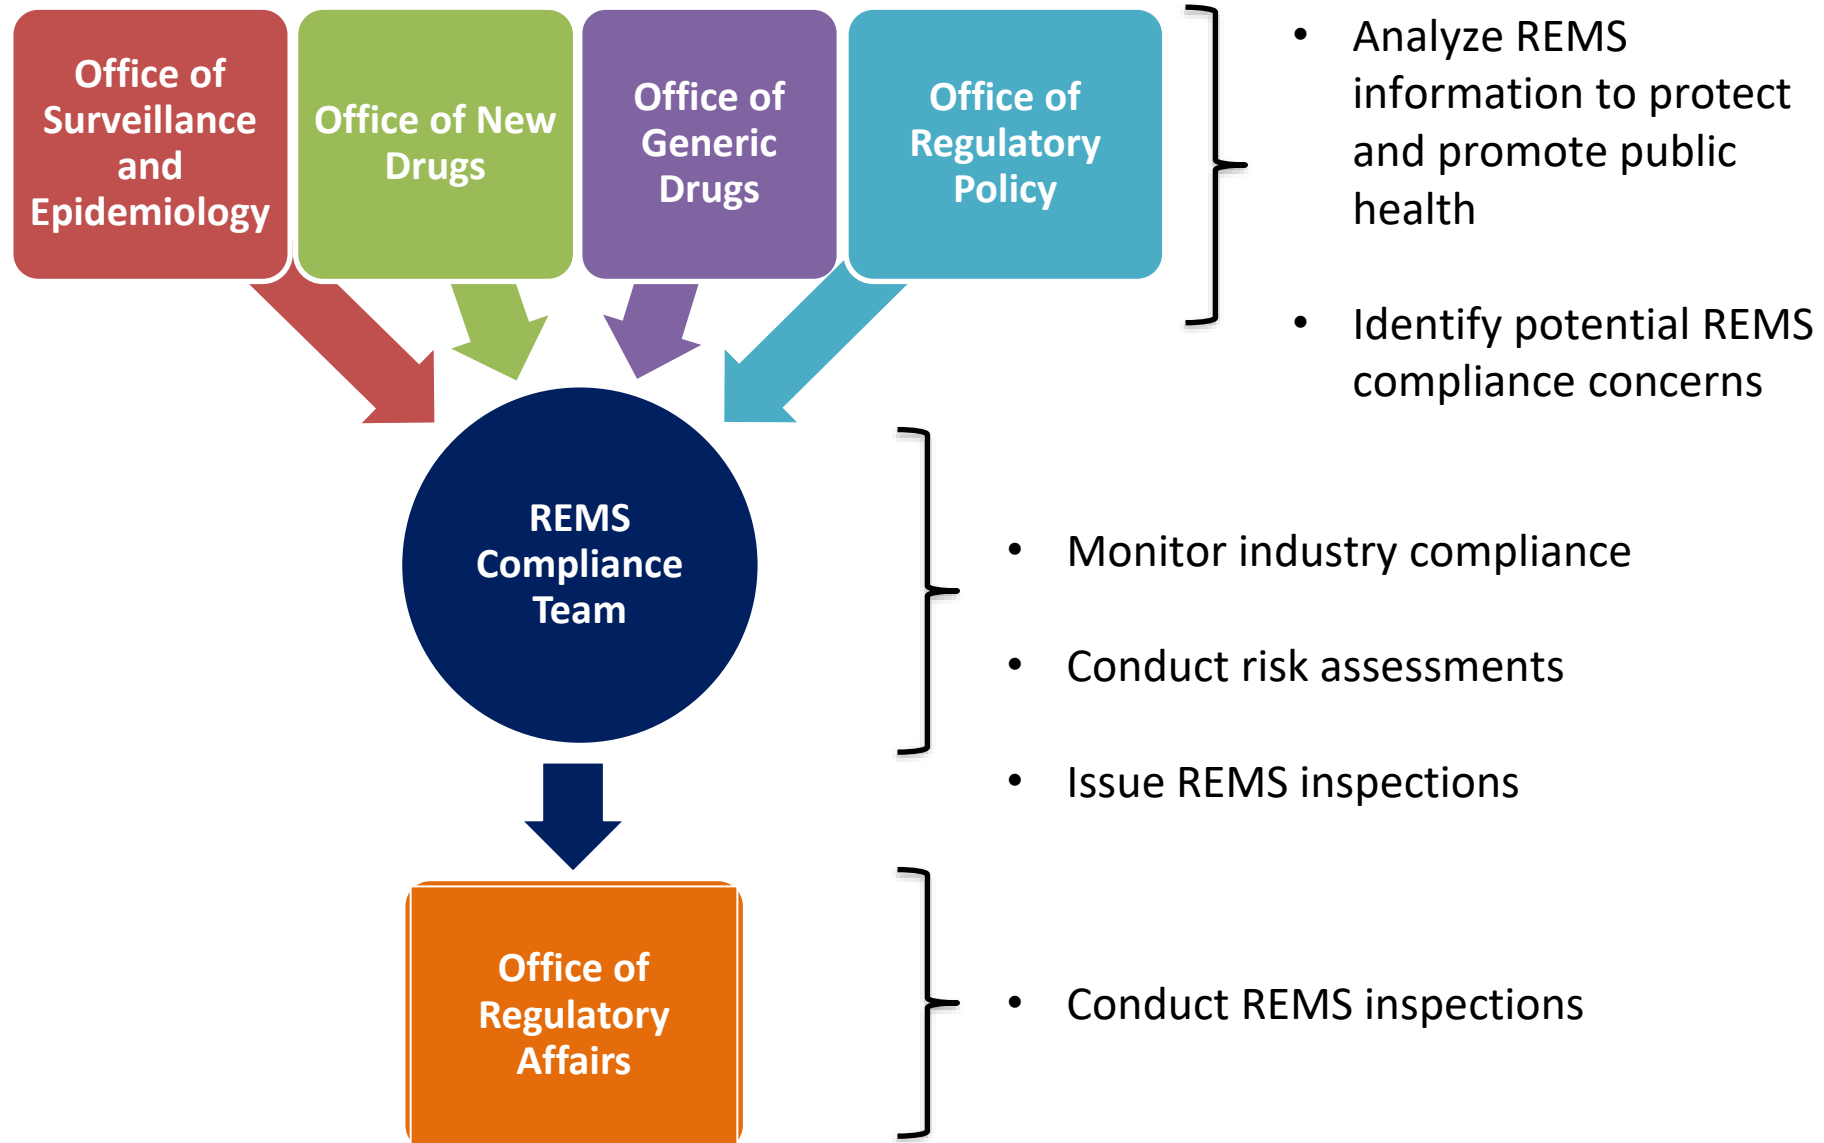 Office of
Surveillance
and
Epidemiology
Office of New
Drugs
Office of
Generic
Drugs
Office of
Regulatory
Policy
• Analyze REMS
information to protect
and promote public
health
• Identify potential REMS
compliance concerns
REMS
Compliance
Team
• Monitor industry compliance
• Conduct risk assessments
• Issue REMS inspections
Office of
Regulatory
Affairs
• Conduct REMS inspections